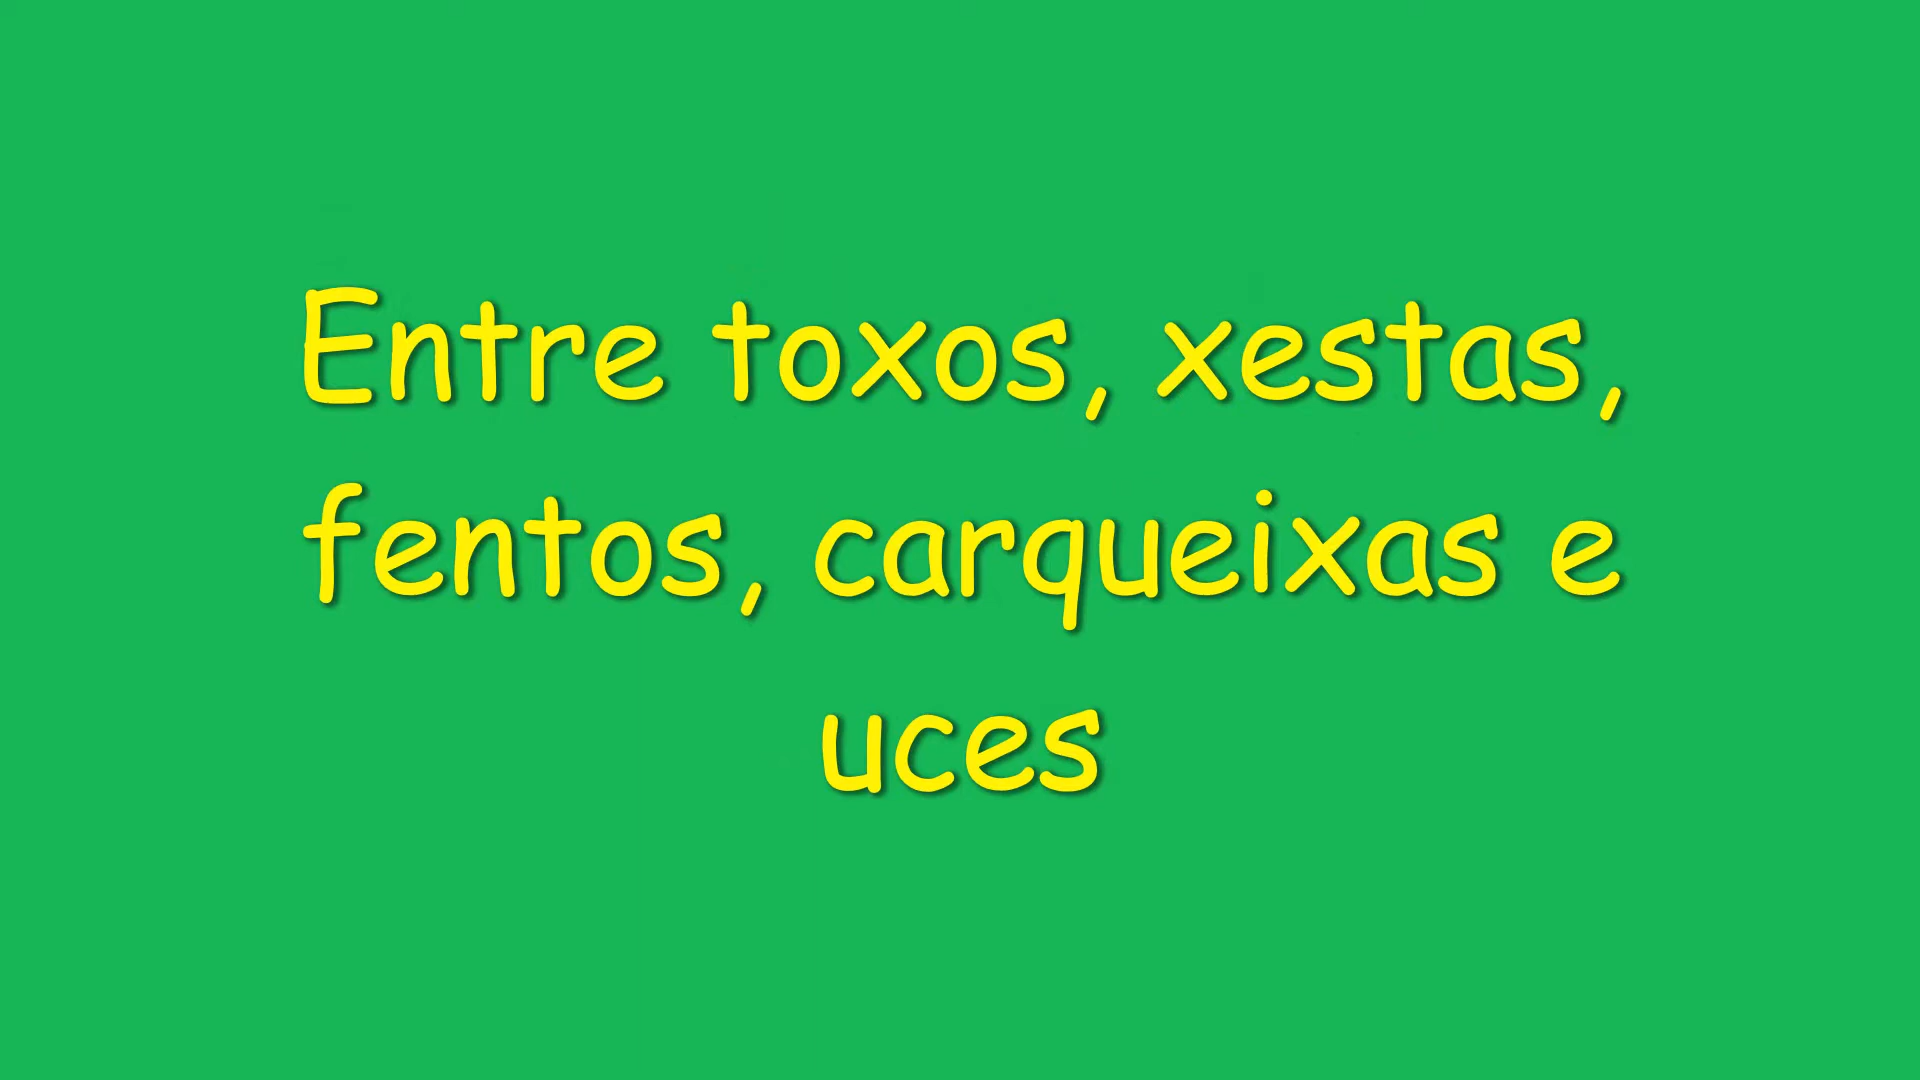 Entre toxos, xestas,
fentos, carqueixas e
uces